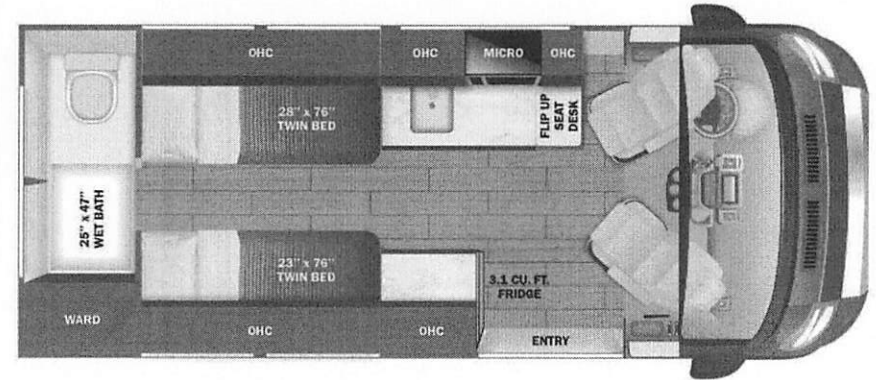 OHC
OHC
MICRO
OHC
28" x 76"
TWIN BED
FLIP UP
SEAT
DESK
25" x 47"
WET BATH
23" x 76"
TWIN BED
3.1 CU. FT.
FRIDGE
WARD
OHC
OHC
ENTRY